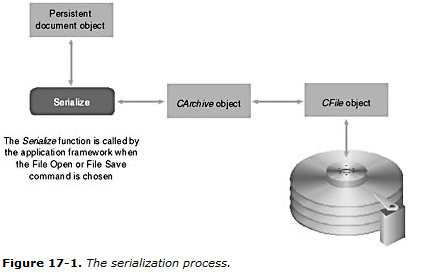 Persistent
document object
Serialize
CArchive object
CFile object
The Serialize function is called by
the application framework when
the File Open or File Save
command is chosen
Figure 17-1. The serialization process.